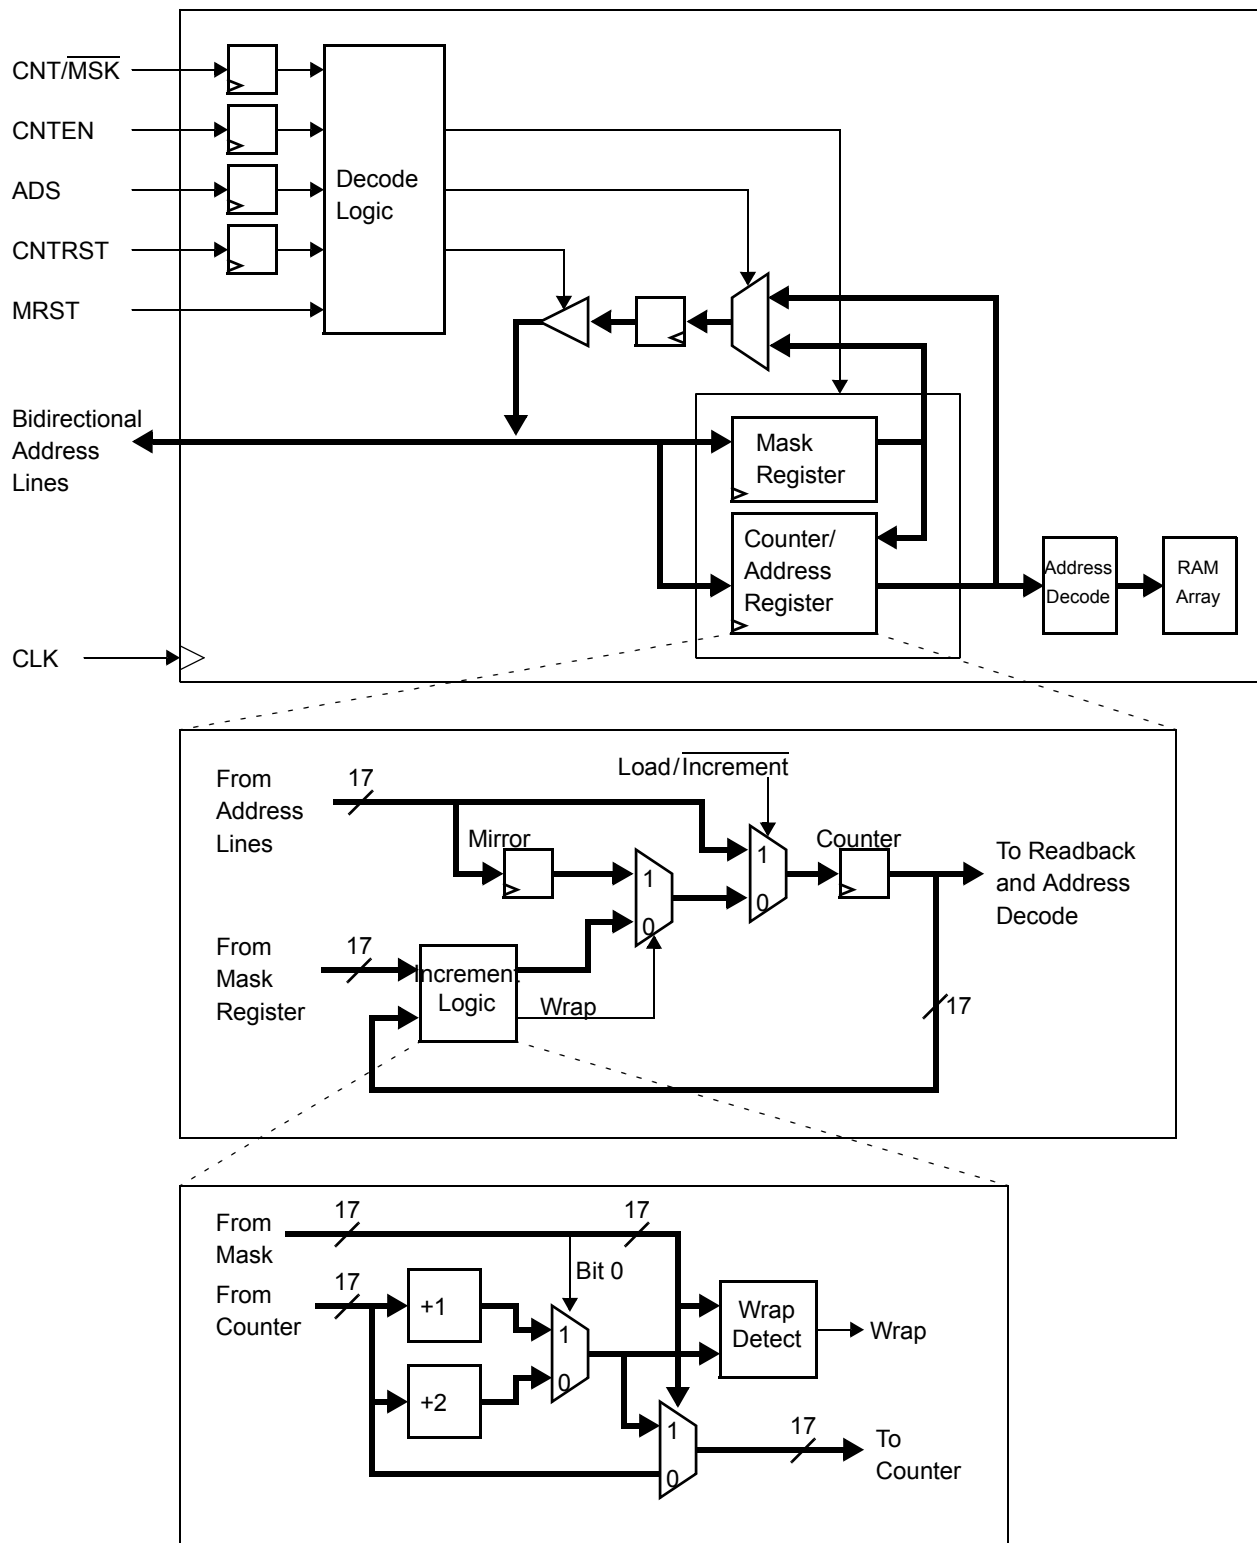 CNT/MSK
CNTEN
ADS
CNTRST
MRST
Decode
Logic
Bidirectional
Address
Lines
Mask
Register
Counter/
Address
Register
Address
Decode
RAM
Array
CLK
From
Address
Lines
17
Load/Increment
Mirror
1
0
1
0
Counter
To Readback
and Address
Decode
From
Mask
Register
17
Increment
Logic
Wrap
17
From
Mask
17
17
Bit 0
From
Counter
17
+1
+2
1
0
Wrap
Detect
Wrap
1
0
17
To
Counter